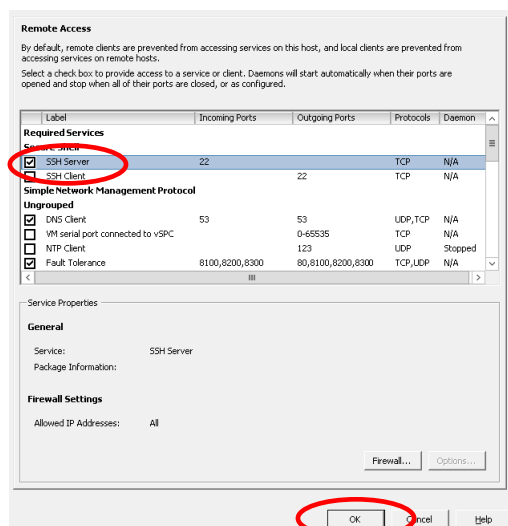 Remote Access
By default, remote clients are prevented from accessing services on this host, and local clients are prevented from
accessing services on remote hosts.
Select a check box to provide access to a service or client. Daemons will start automatically when their ports are
opened and stop when all of their ports are closed, or as configured.
Label Incoming Ports Outgoing Ports Protocols Daemon
Required Services
Secure Shell
SSH Server 22 TCP N/A
SSH Client 22 TCP N/A
Simple Network Management Protocol
Ungrouped
DNS Client 53 53 UDP,TCP N/A
VM serial port connected to vSPC 0-65535 TCP N/A
NTP Client 123 UDP Stopped
Fault Tolerance 8100,8200,8300 80,8100,8200,8300 TCP,UDP N/A
Service Properties
General
Service: SSH Server
Package Information:
Firewall Settings
Allowed IP Addresses: All
Firewall... Options...
OK Cancel Help